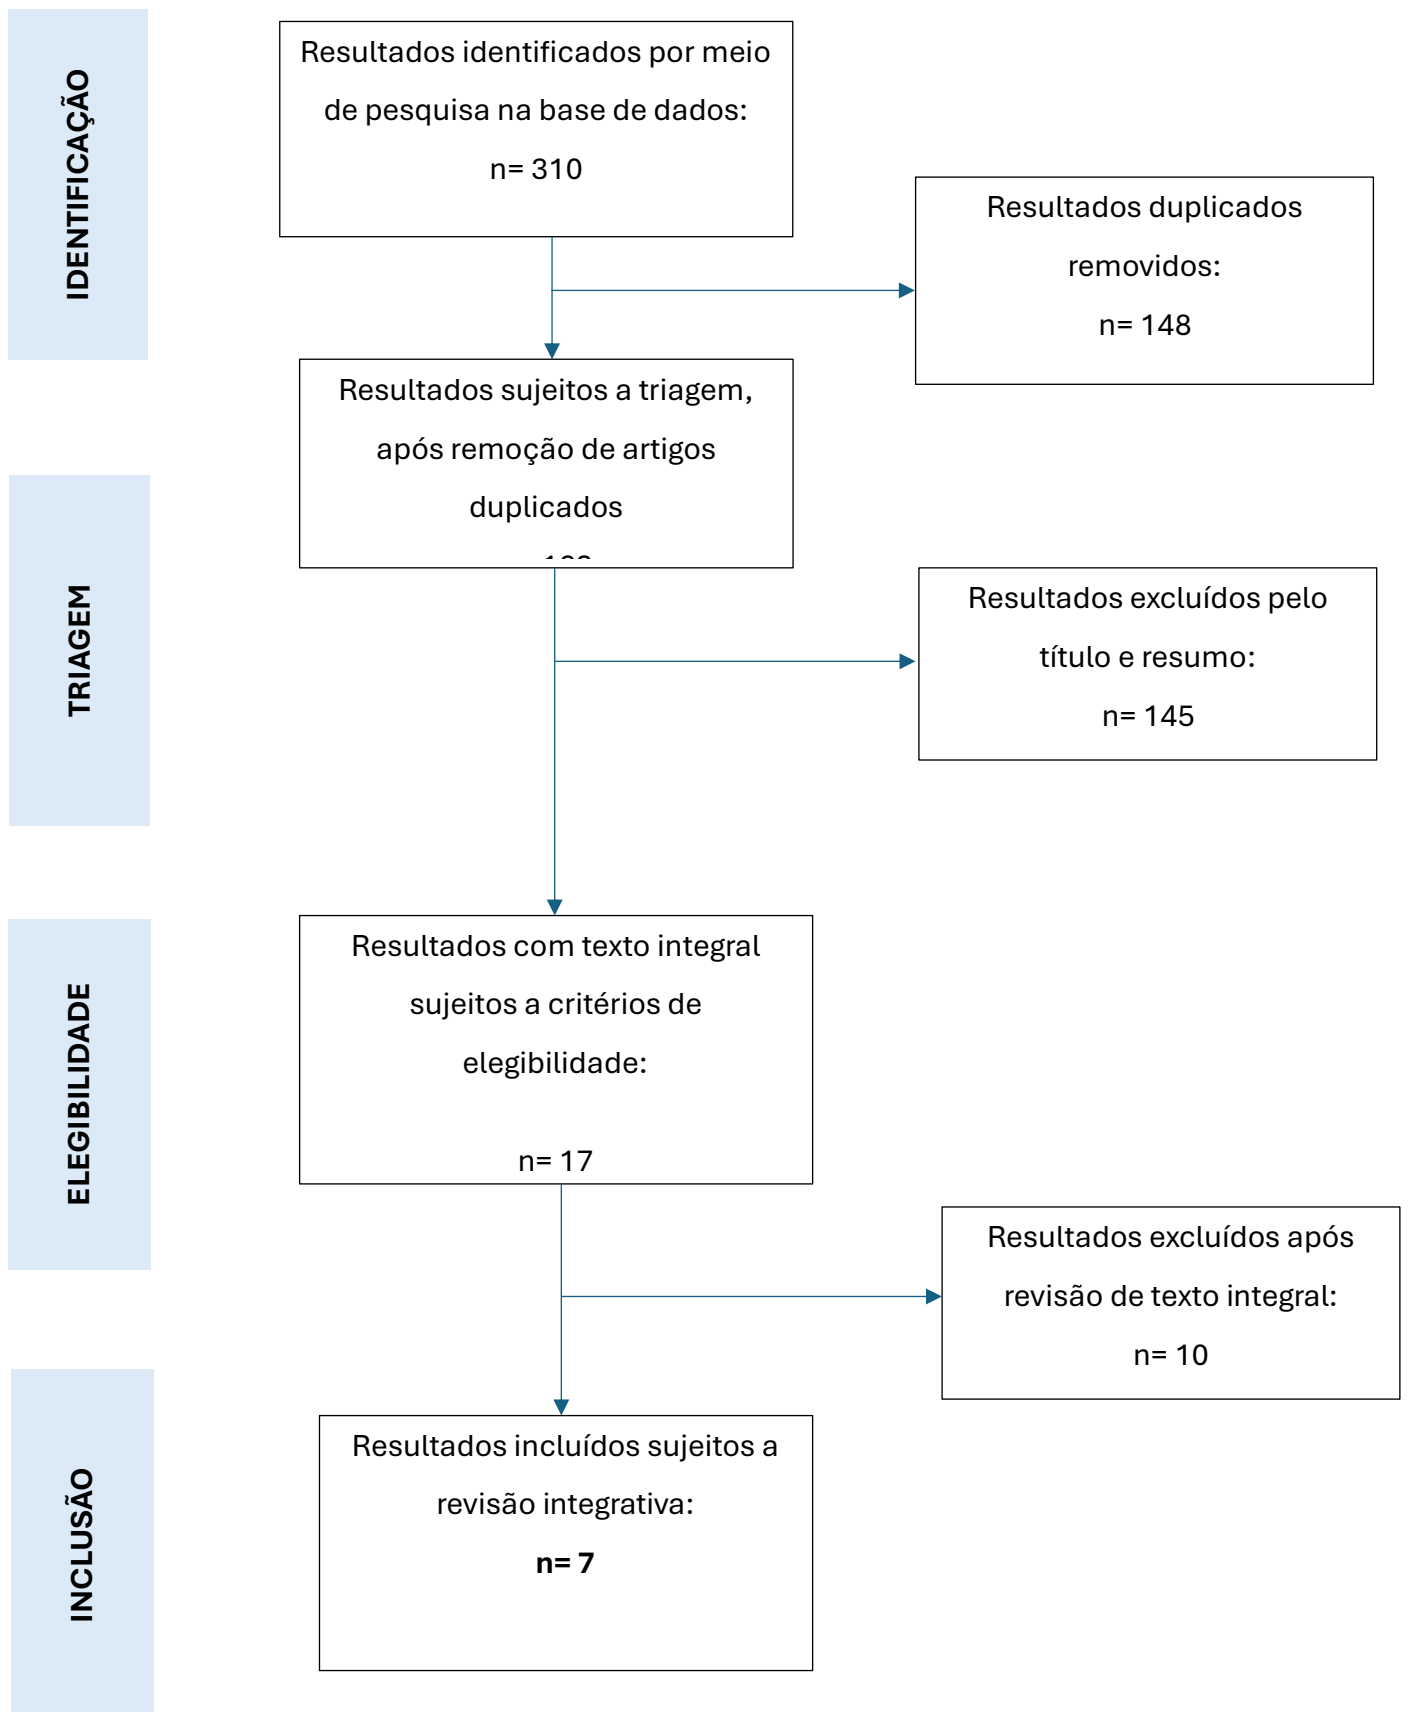 IDENTIFICAÇÃO
Resultados identificados por meio
de pesquisa na base de dados:
n= 310
Resultados duplicados
removidos:
n= 148
Resultados sujeitos a triagem,
após remoção de artigos
duplicados
TRIAGEM
Resultados excluídos pelo
título e resumo:
n= 145
ELEGIBILIDADE
Resultados com texto integral
sujeitos a critérios de
elegibilidade:
n= 17
Resultados excluídos após
revisão de texto integral:
n= 10
INCLUSÃO
Resultados incluídos sujeitos a
revisão integrativa:
n= 7